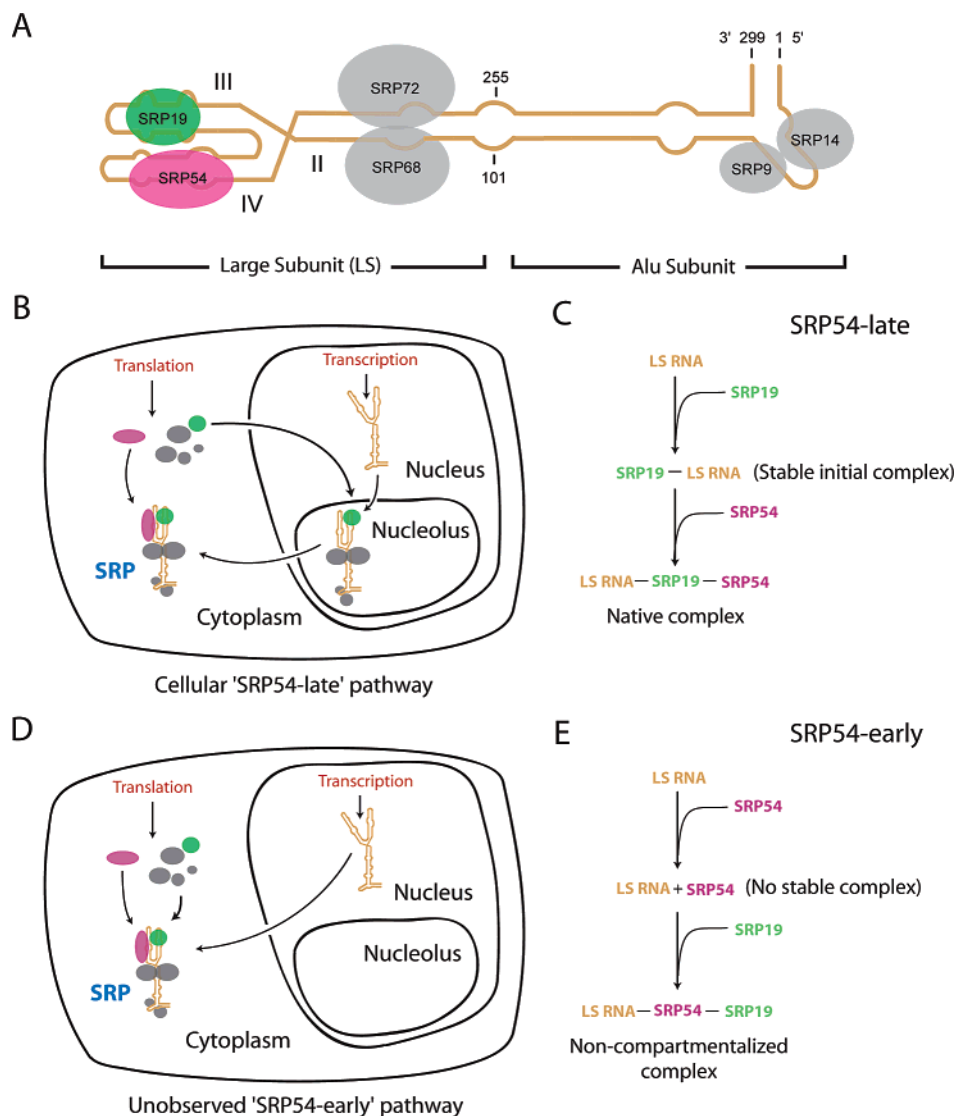 A
III
3' 299 1 5'
SRP72
255
SRP19
SRP14
SRP54
II
SRP68
101
SRP9
IV
Large Subunit (LS)
Alu Subunit
B
Translation
Transcription
Nucleus
Nucleolus
SRP
Cytoplasm
Cellular 'SRP54-late' pathway
C
SRP54-late
LS RNA
SRP19
SRP19 — LS RNA (Stable initial complex)
SRP54
LS RNA — SRP19 — SRP54
Native complex
D
Translation
Transcription
Nucleus
Nucleolus
SRP
Cytoplasm
Unobserved 'SRP54-early' pathway
E
SRP54-early
LS RNA
SRP54
LS RNA + SRP54 (No stable complex)
SRP19
LS RNA — SRP54 — SRP19
Non-compartmentalized
complex